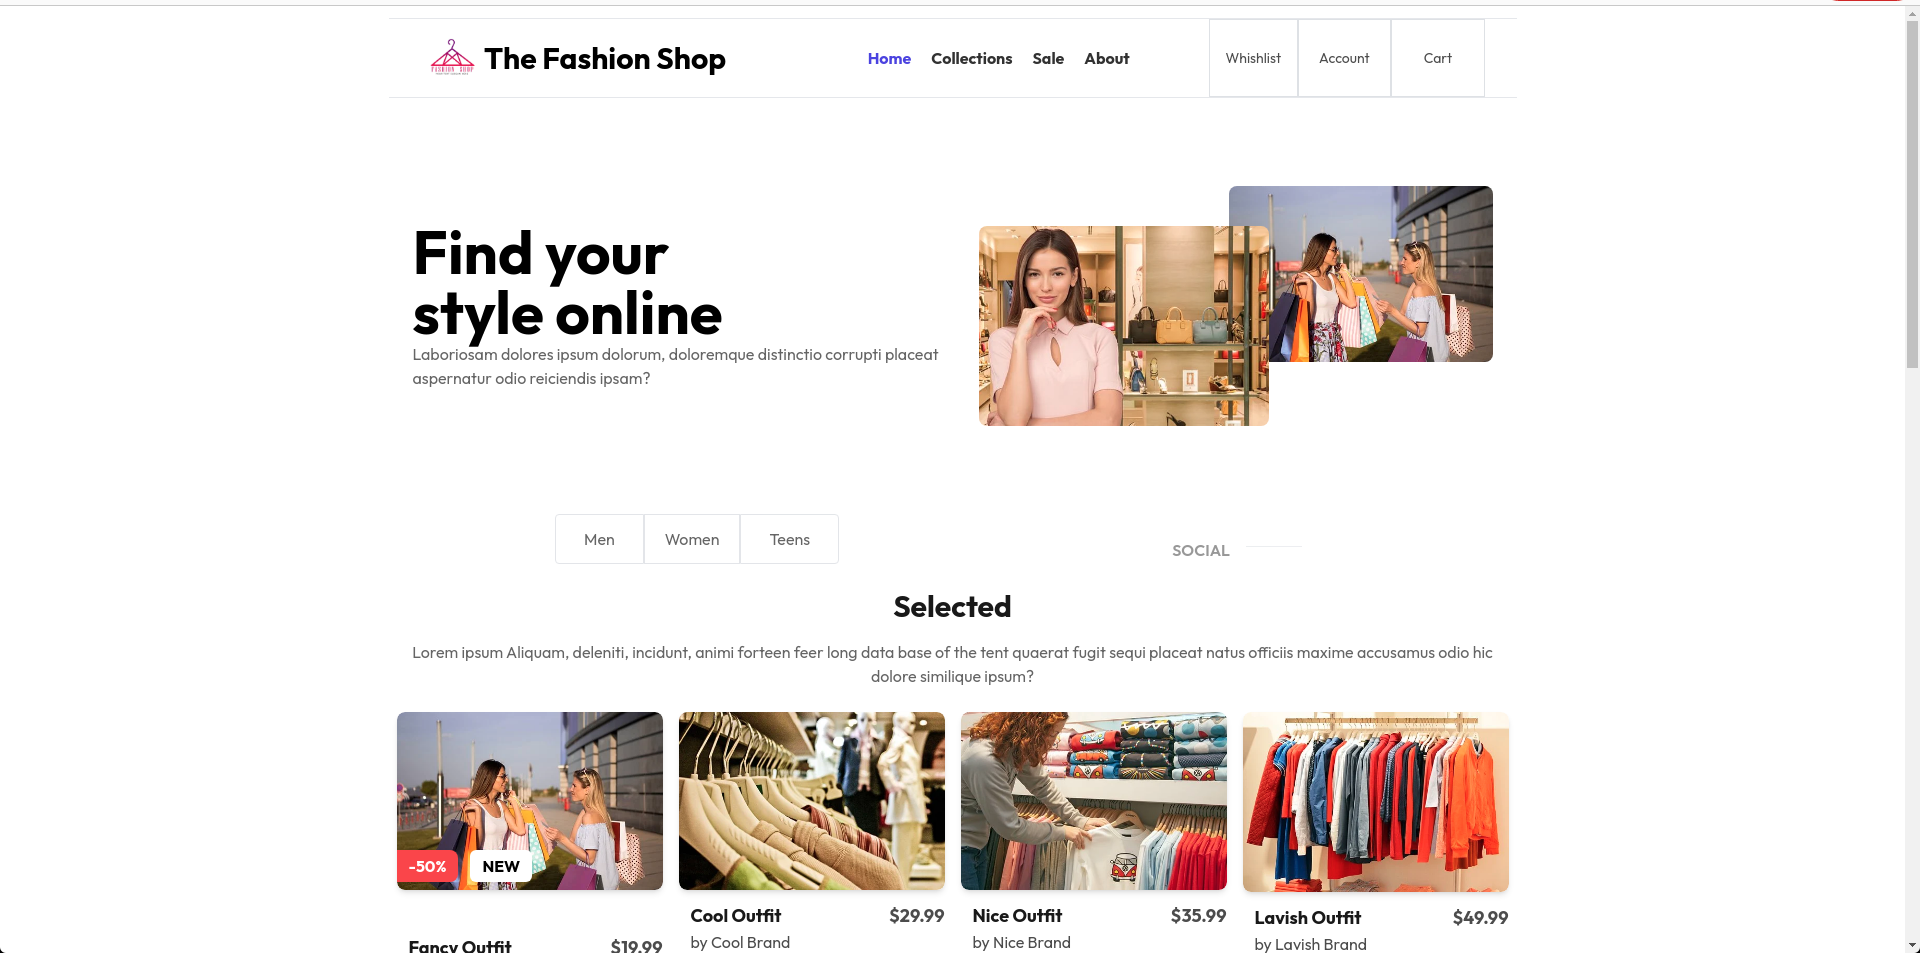 FASHION SHOP
The Fashion Shop
Home Collections Sale About
Whishlist Account Cart
Find your
style online
Laboriosam dolores ipsum dolorum, doloremque distinctio corrupti placeat
aspernatur odio reiciendis ipsam?
Men Women Teens
SOCIAL
Selected
Lorem ipsum Aliquam, deleniti, incidunt, animi forteen feer long data base of the tent quaerat fugit sequi placeat natus officiis maxime accusamus odio hic
dolore similique ipsum?
-50% NEW
Cool Outfit $29.99
by Cool Brand
Nice Outfit $35.99
by Nice Brand
Lavish Outfit $49.99
by Lavish Brand
Fancy Outfit $19.99